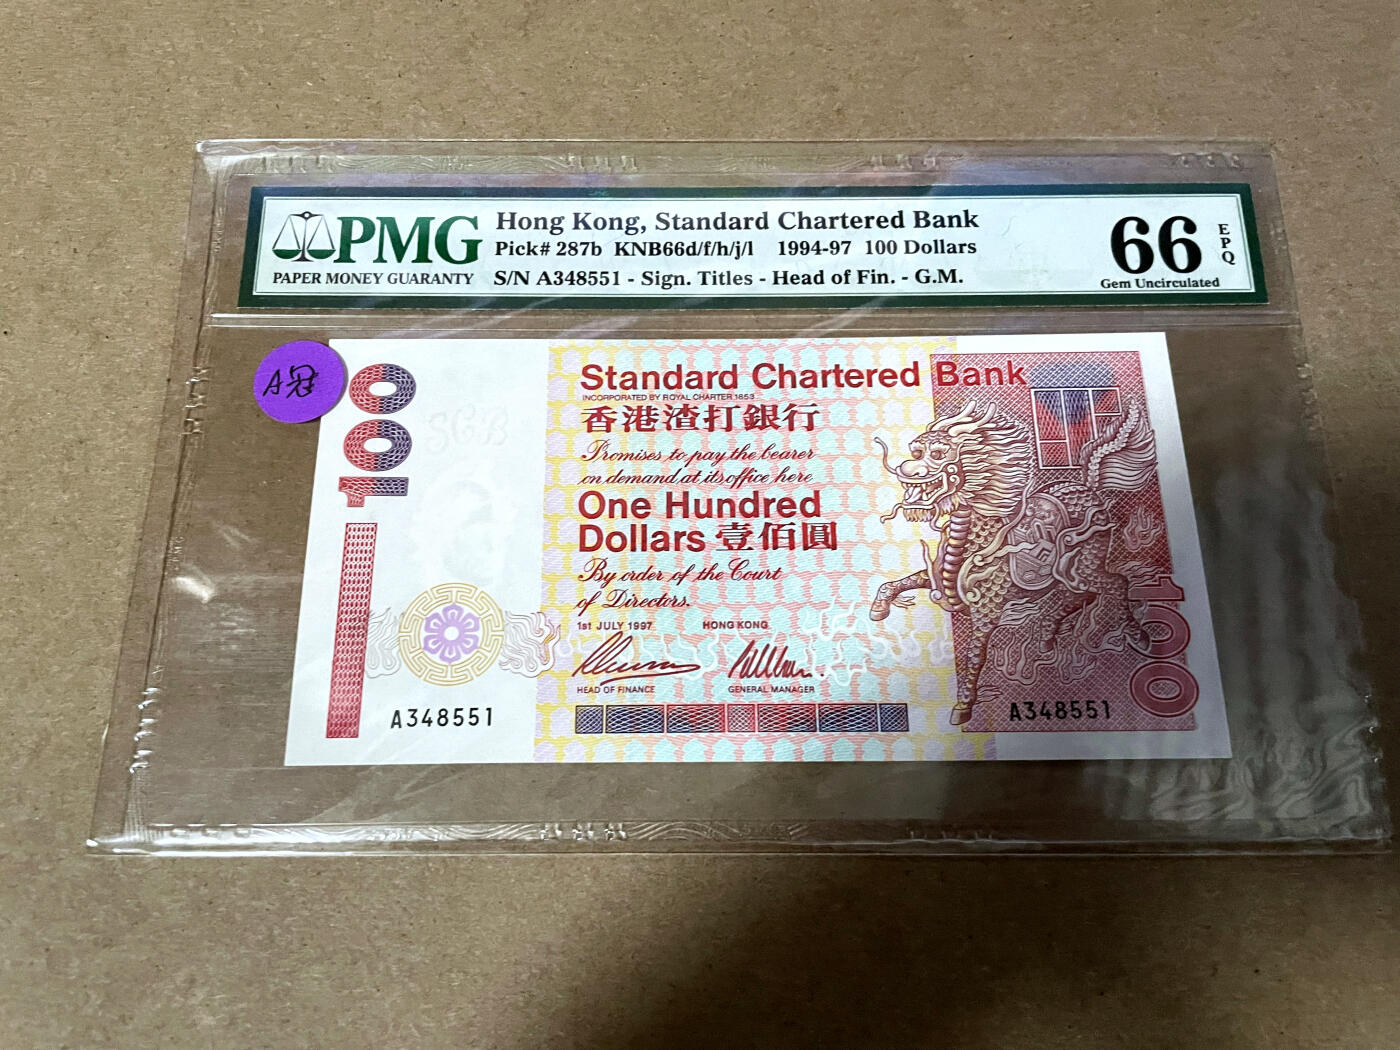 PMG
PAPER MONEY GUARANTY
Hong Kong, Standard Chartered Bank
Pick# 287b KNB66d/f/h/j/l 1994-97 100 Dollars
S/N A348551 - Sign. Titles - Head of Fin. - G.M.
66
EPQ
Gem Uncirculated
A冠
100
SCB
Standard Chartered Bank
INCORPORATED BY ROYAL CHARTER 1853
香港渣打銀行
Promises to pay the bearer
on demand at its office here
One Hundred
Dollars 壹佰圓
By order of the Court
of Directors.
1st JULY 1997 HONG KONG
HEAD OF FINANCE GENERAL MANAGER
A348551
A348551
100